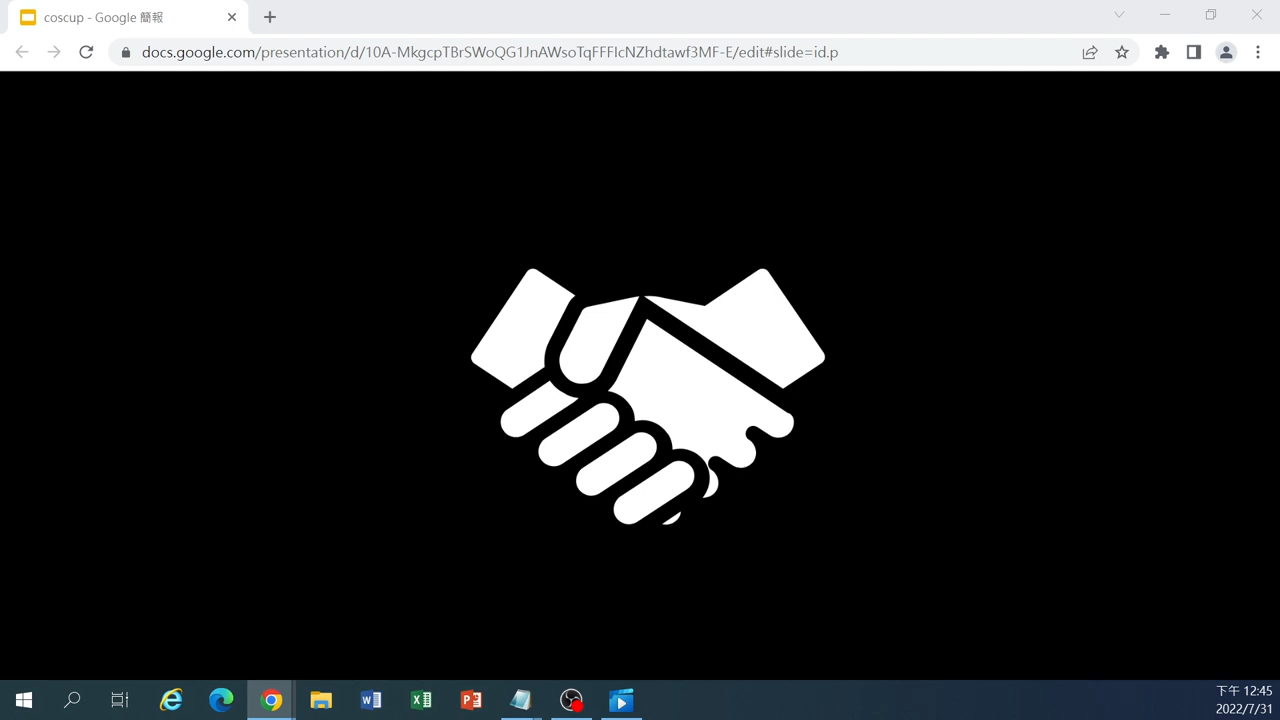 coscup - Google 簡報
docs.google.com/presentation/d/10A-MkgcpTBrSWoQG1JnAWsoTqFFFIcNZhdtawf3MF-E/edit#slide=id.p
下午 12:45
2022/7/31